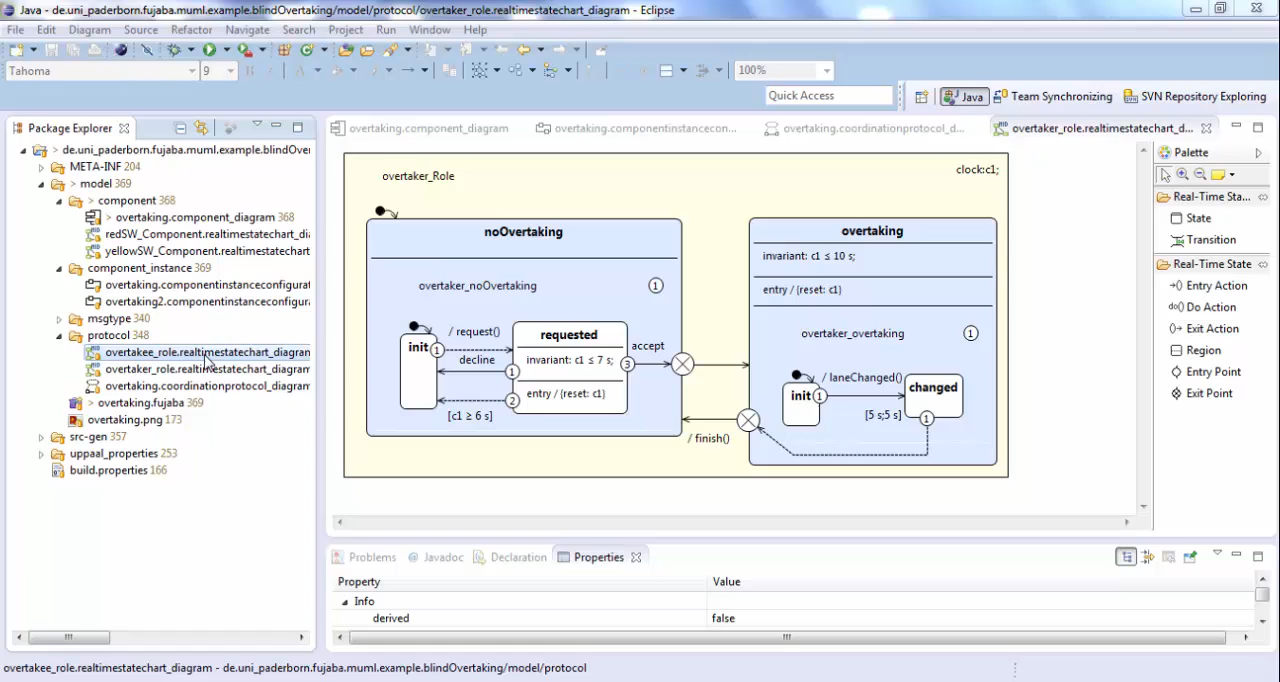 Java - de.uni_paderborn.fujaba.muml.example.blindOvertaking/model/protocol/overtaker_role.realtimestatechart_diagram - Eclipse
File Edit Diagram Source Refactor Navigate Search Project Run Window Help
Tahoma 9 100%
Quick Access Java Team Synchronizing SVN Repository Exploring
Package Explorer
> de.uni_paderborn.fujaba.muml.example.blindOver
META-INF 204
> model 369
> component 368
> overtaking.component_diagram 368
redSW_Component.realtimestatechart_dia
yellowSW_Component.realtimestatechart
component_instance 369
overtaking.componentinstanceconfigurat
overtaking2.componentinstanceconfigura
msgtype 340
protocol 348
overtakee_role.realtimestatechart_diagram
overtaker_role.realtimestatechart_diagram
overtaking.coordinationprotocol_diagram
> overtaking.fujaba 369
overtaking.png 173
src-gen 357
uppaal_properties 253
build.properties 166
overtaking.component_diagram overtaking.componentinstancecon... overtaking.coordinationprotocol_d... overtaker_role.realtimestatechart_d...
overtaker_Role
clock:c1;
noOvertaking
overtaker_noOvertaking
1
init
1
/ request()
decline
[c1 ≥ 6 s]
requested
invariant: c1 ≤ 7 s;
entry / {reset: c1}
1
2
3
accept
/ finish()
overtaking
invariant: c1 ≤ 10 s;
entry / {reset: c1}
overtaker_overtaking
1
init
1
/ laneChanged()
[5 s;5 s]
changed
1
Palette
Real-Time Sta...
State
Transition
Real-Time State
Entry Action
Do Action
Exit Action
Region
Entry Point
Exit Point
Problems Javadoc Declaration Properties
Property Value
Info
derived false
overtakee_role.realtimestatechart_diagram - de.uni_paderborn.fujaba.muml.example.blindOvertaking/model/protocol